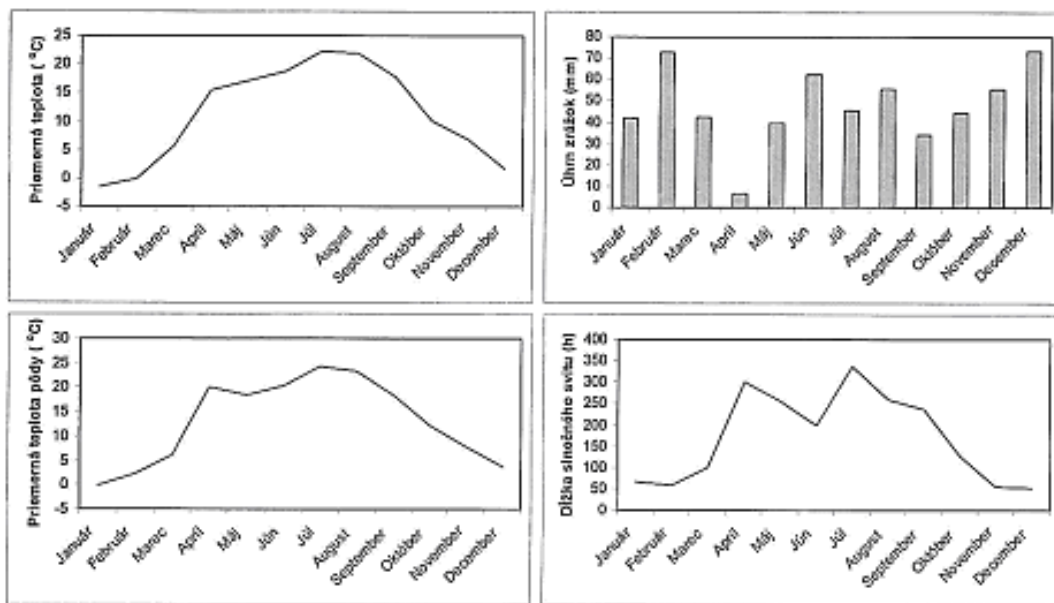 Priemerná teplota ( °C)
25
20
15
10
5
0
-5
Január
Február
Marec
Apríl
Máj
Jún
Júl
August
September
Október
November
December
Úhrn zrážok (mm)
80
70
60
50
40
30
20
10
0
Január
Február
Marec
Apríl
Máj
Jún
Júl
August
September
Október
November
December
Priemerná teplota pôdy ( °C)
30
25
20
15
10
5
0
-5
Január
Február
Marec
Apríl
Máj
Jún
Júl
August
September
Október
November
December
Dĺžka slnečného svitu (h)
400
350
300
250
200
150
100
50
0
Január
Február
Marec
Apríl
Máj
Jún
Júl
August
September
Október
November
December